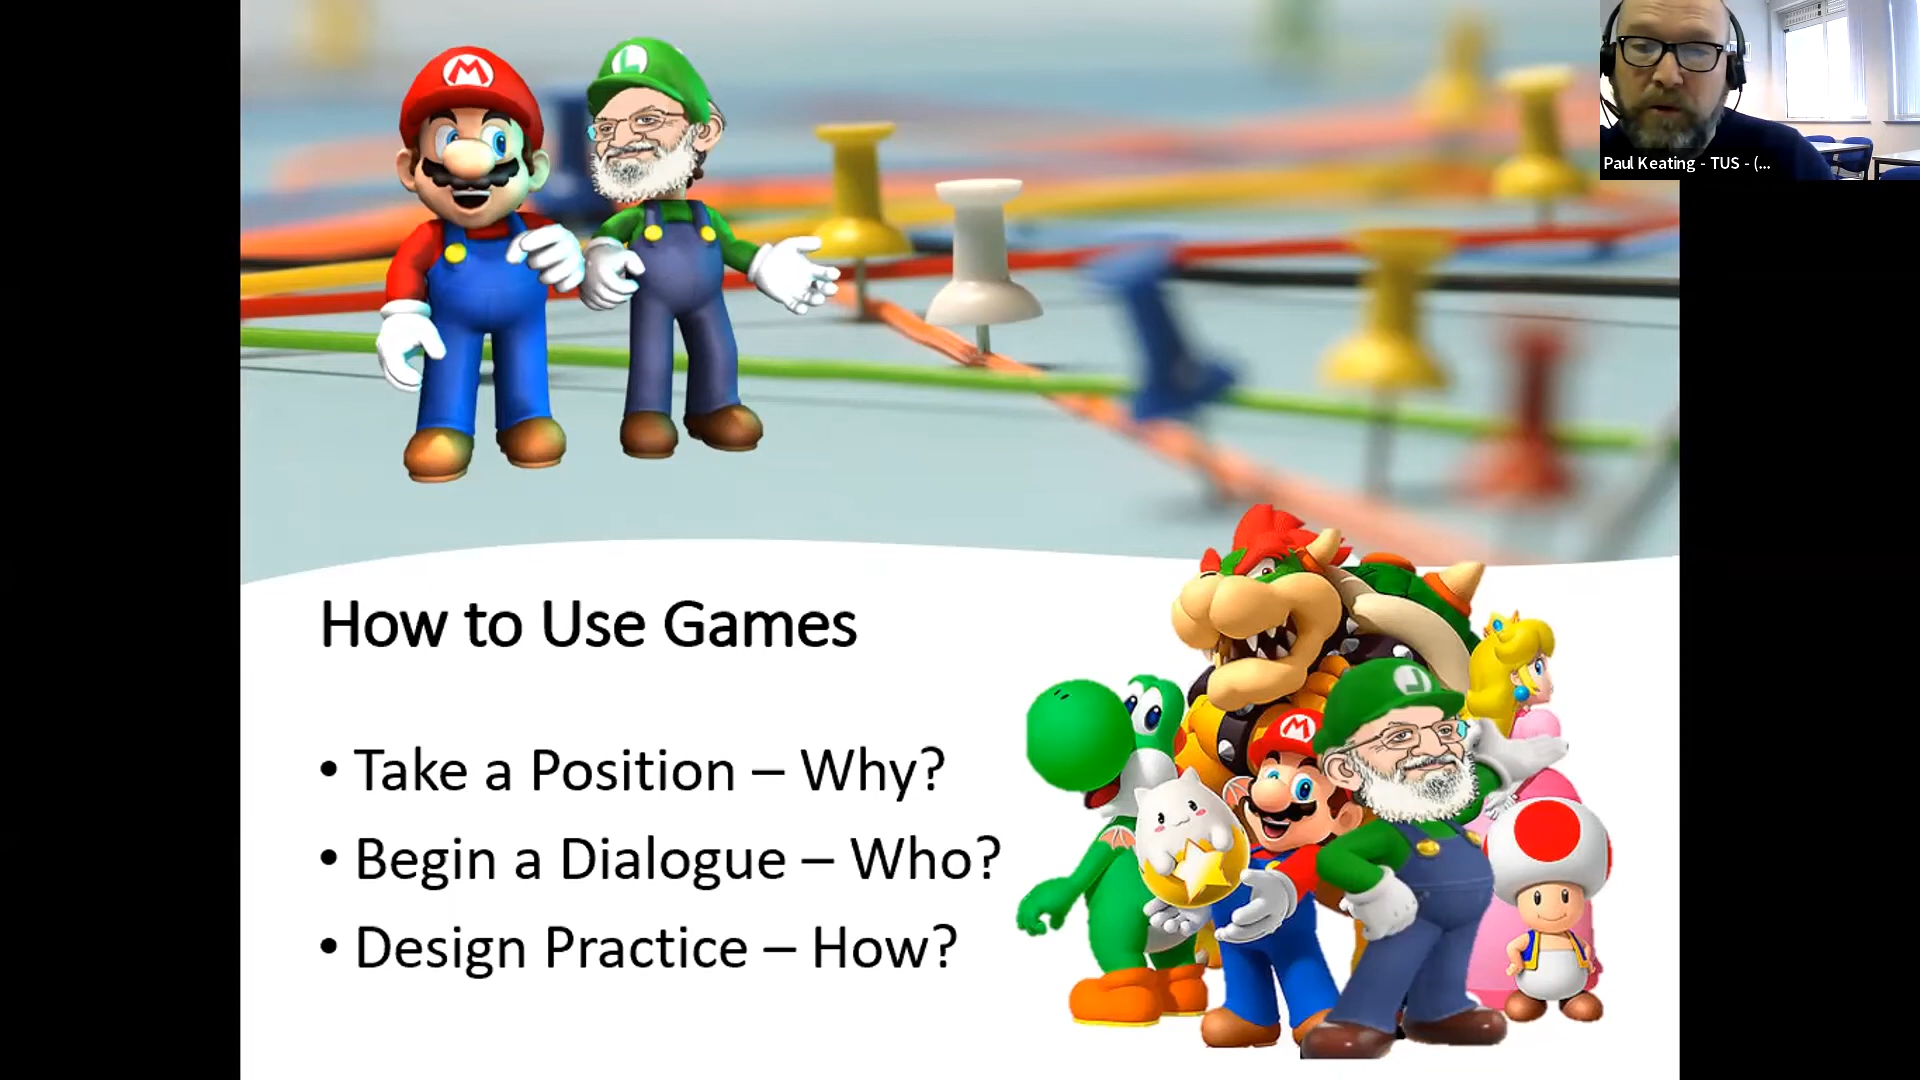 M
L
Paul Keating - TUS - (...
How to Use Games
• Take a Position – Why?
• Begin a Dialogue – Who?
• Design Practice – How?
M
L